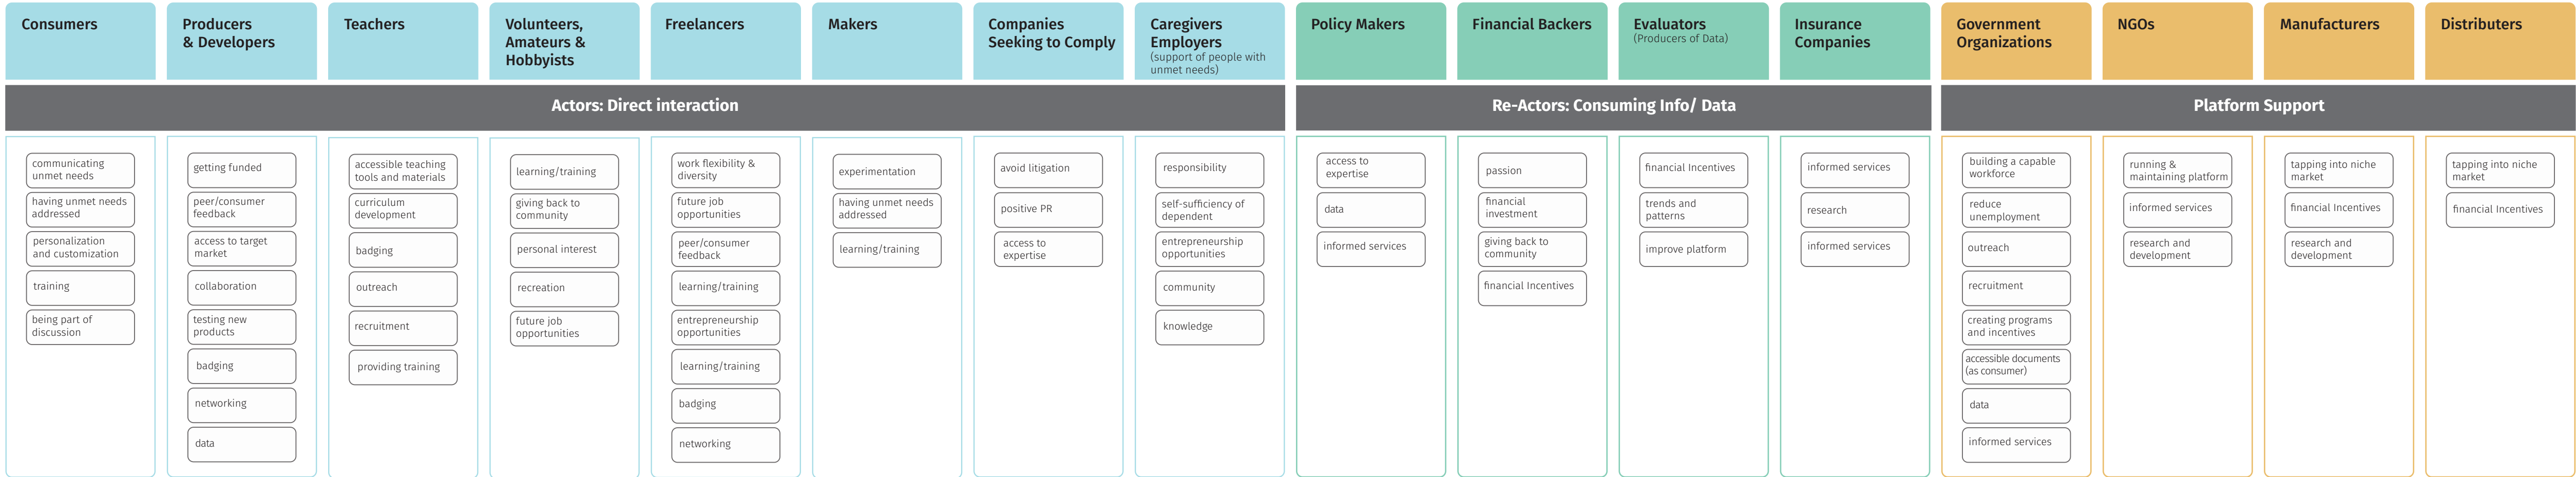 Consumers
Producers
& Developers
Teachers
Volunteers,
Amateurs &
Hobbyists
Freelancers
Makers
Companies
Seeking to Comply
Caregivers
Employers
(support of people with
unmet needs)
Policy Makers
Financial Backers
Evaluators
(Producers of Data)
Insurance
Companies
Government
Organizations
NGOs
Manufacturers
Distributers
Actors: Direct interaction
Re-Actors: Consuming Info/ Data
Platform Support
communicating
unmet needs
having unmet needs
addressed
personalization
and customization
training
being part of
discussion
getting funded
peer/consumer
feedback
access to target
market
collaboration
testing new
products
badging
networking
data
accessible teaching
tools and materials
curriculum
development
badging
outreach
recruitment
providing training
learning/training
giving back to
community
personal interest
recreation
future job
opportunities
work flexibility &
diversity
future job
opportunities
peer/consumer
feedback
learning/training
entrepreneurship
opportunities
learning/training
badging
networking
experimentation
having unmet needs
addressed
learning/training
avoid litigation
positive PR
access to
expertise
responsibility
self-sufficiency of
dependent
entrepreneurship
opportunities
community
knowledge
access to
expertise
data
informed services
passion
financial
investment
giving back to
community
financial Incentives
financial Incentives
trends and
patterns
improve platform
informed services
research
informed services
building a capable
workforce
reduce
unemployment
outreach
recruitment
creating programs
and incentives
accessible documents
(as consumer)
data
informed services
running &
maintaining platform
informed services
research and
development
tapping into niche
market
financial Incentives
research and
development
tapping into niche
market
financial Incentives